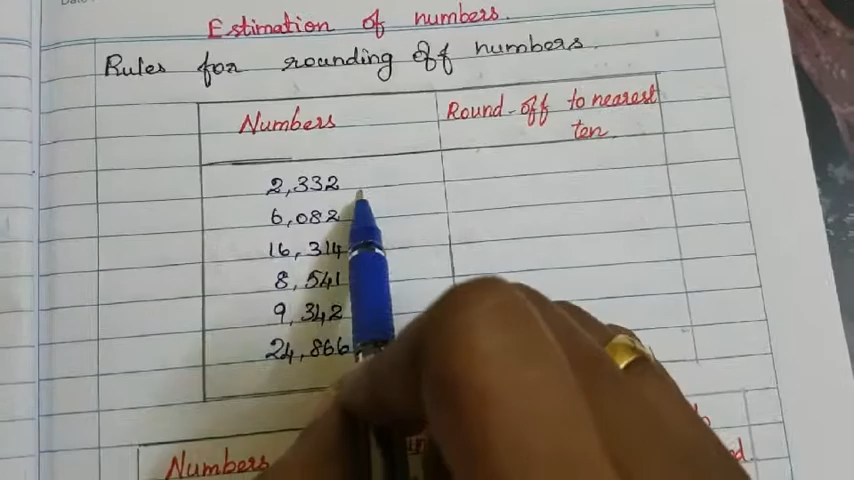 Estimation of numbers.
Rules for rounding off numbers.
Numbers
Round-off to nearest
ten
2,332
6,082
16,314
8,541
9,342
24,866
Numbers